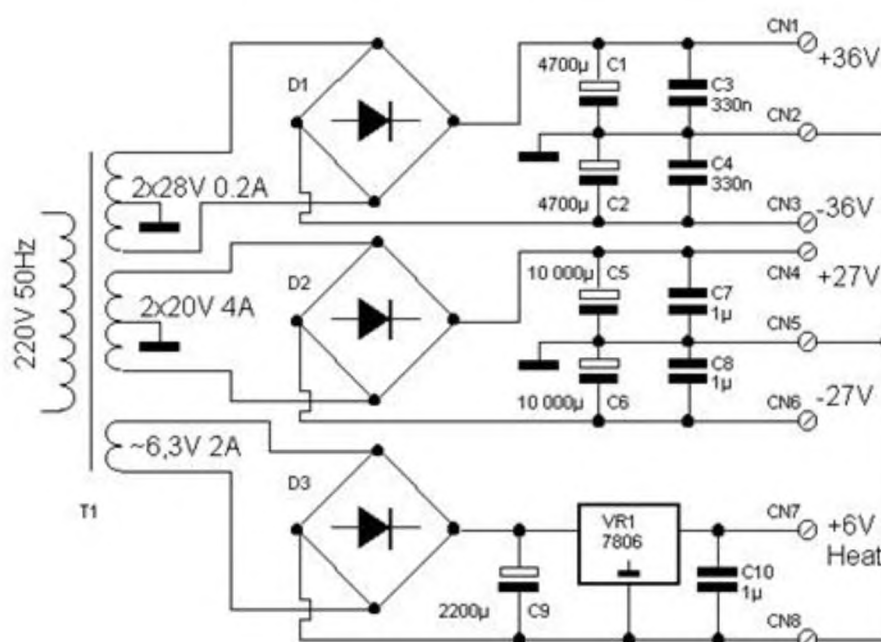 220V 50Hz
T1
2x28V 0.2A
2x20V 4A
~6,3V 2A
D1
4700µ C1
C3
330n
4700µ C2
C4
330n
CN1
+36V
CN2
CN3
-36V
D2
10 000µ C5
C7
1µ
10 000µ C6
C8
1µ
CN4
+27V
CN5
CN6
-27V
D3
2200µ C9
VR1
7806
C10
1µ
CN7
+6V
Heat
CN8